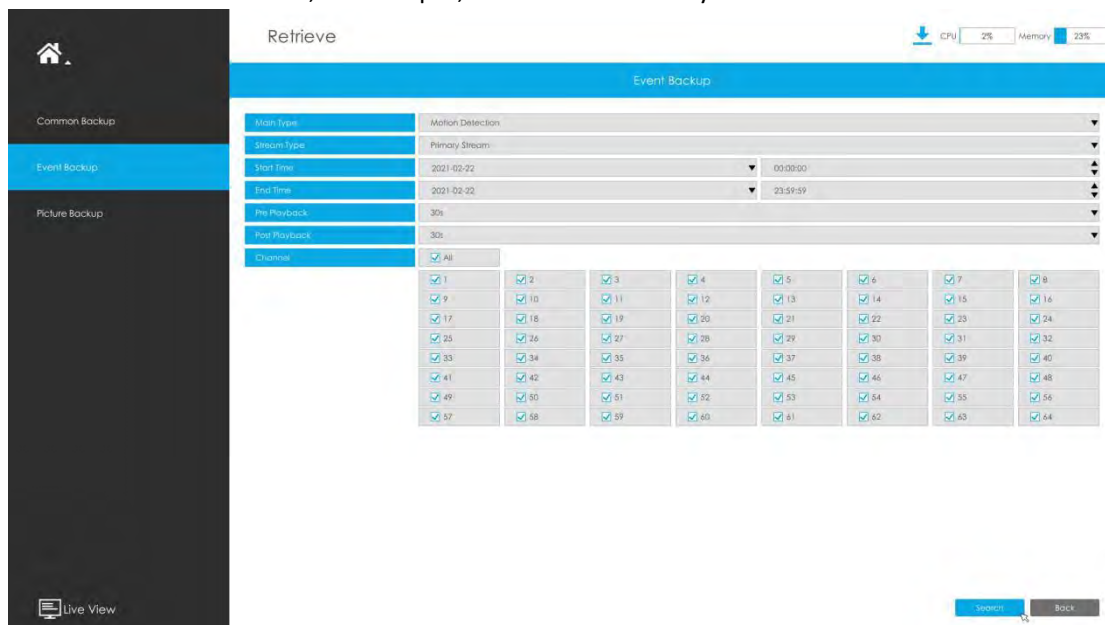 Retrieve
CPU 2% Memory 23%
Event Backup
Common Backup
Event Backup
Picture Backup
Main Type Motion Detection
Stream Type Primary Stream
Start Time 2021-02-22 00:00:00
End Time 2021-02-22 23:59:59
Pre Playback 30s
Post Playback 30s
Channel All
1 2 3 4 5 6 7 8
9 10 11 12 13 14 15 16
17 18 19 20 21 22 23 24
25 26 27 28 29 30 31 32
33 34 35 36 37 38 39 40
41 42 43 44 45 46 47 48
49 50 51 52 53 54 55 56
57 58 59 60 61 62 63 64
Live View
Search Back